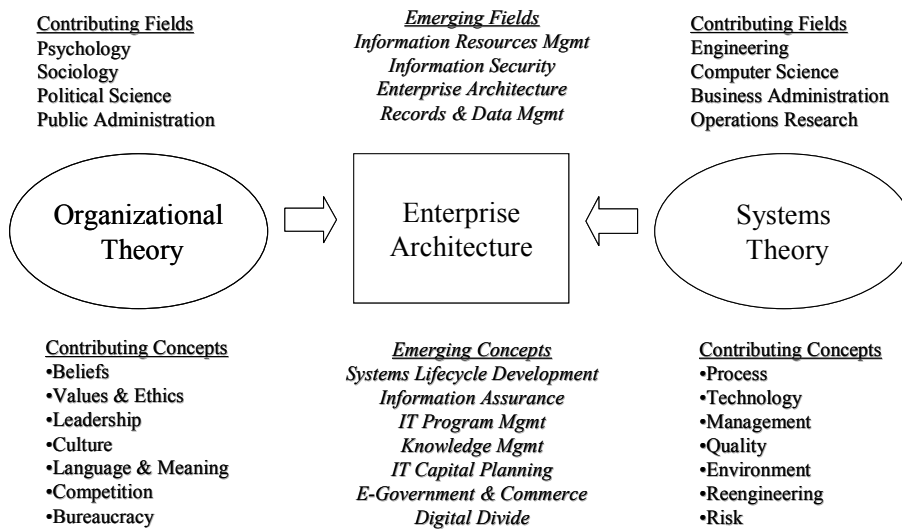 Contributing Fields
Psychology
Sociology
Political Science
Public Administration
Emerging Fields
Information Resources Mgmt
Information Security
Enterprise Architecture
Records & Data Mgmt
Contributing Fields
Engineering
Computer Science
Business Administration
Operations Research
Organizational
Theory
Enterprise
Architecture
Systems
Theory
Contributing Concepts
•Beliefs
•Values & Ethics
•Leadership
•Culture
•Language & Meaning
•Competition
•Bureaucracy
Emerging Concepts
Systems Lifecycle Development
Information Assurance
IT Program Mgmt
Knowledge Mgmt
IT Capital Planning
E-Government & Commerce
Digital Divide
Contributing Concepts
•Process
•Technology
•Management
•Quality
•Environment
•Reengineering
•Risk